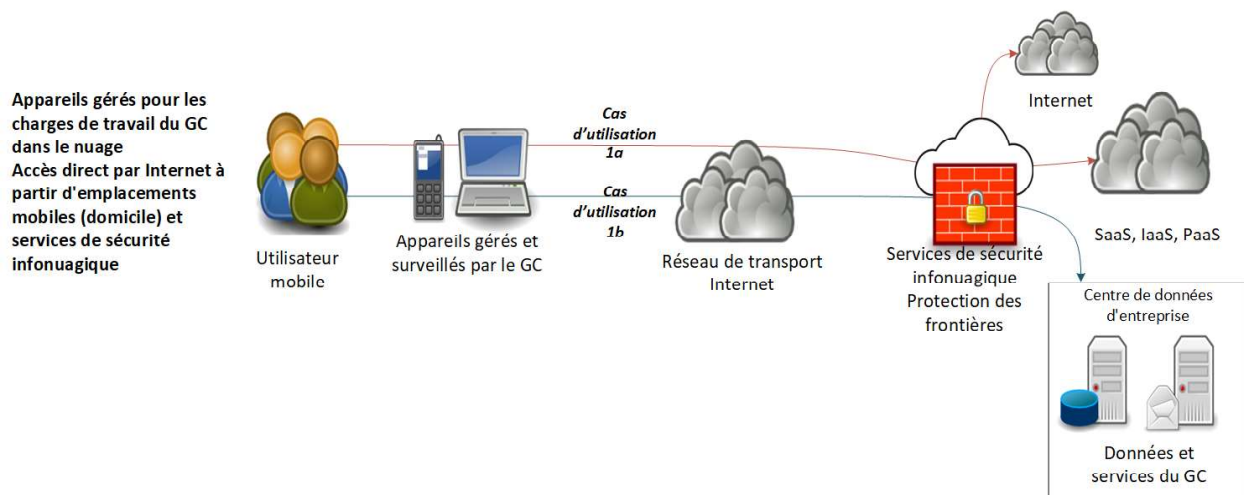 Appareils gérés pour les
charges de travail du GC
dans le nuage
Accès direct par Internet à
partir d'emplacements
mobiles (domicile) et
services de sécurité
infonuagique
Utilisateur
mobile
Appareils gérés et
surveillés par le GC
Cas
d'utilisation
1a
Cas
d'utilisation
1b
Réseau de transport
Internet
Services de sécurité
infonuagique
Protection des
frontières
Internet
SaaS, IaaS, PaaS
Centre de données
d'entreprise
Données et
services du GC